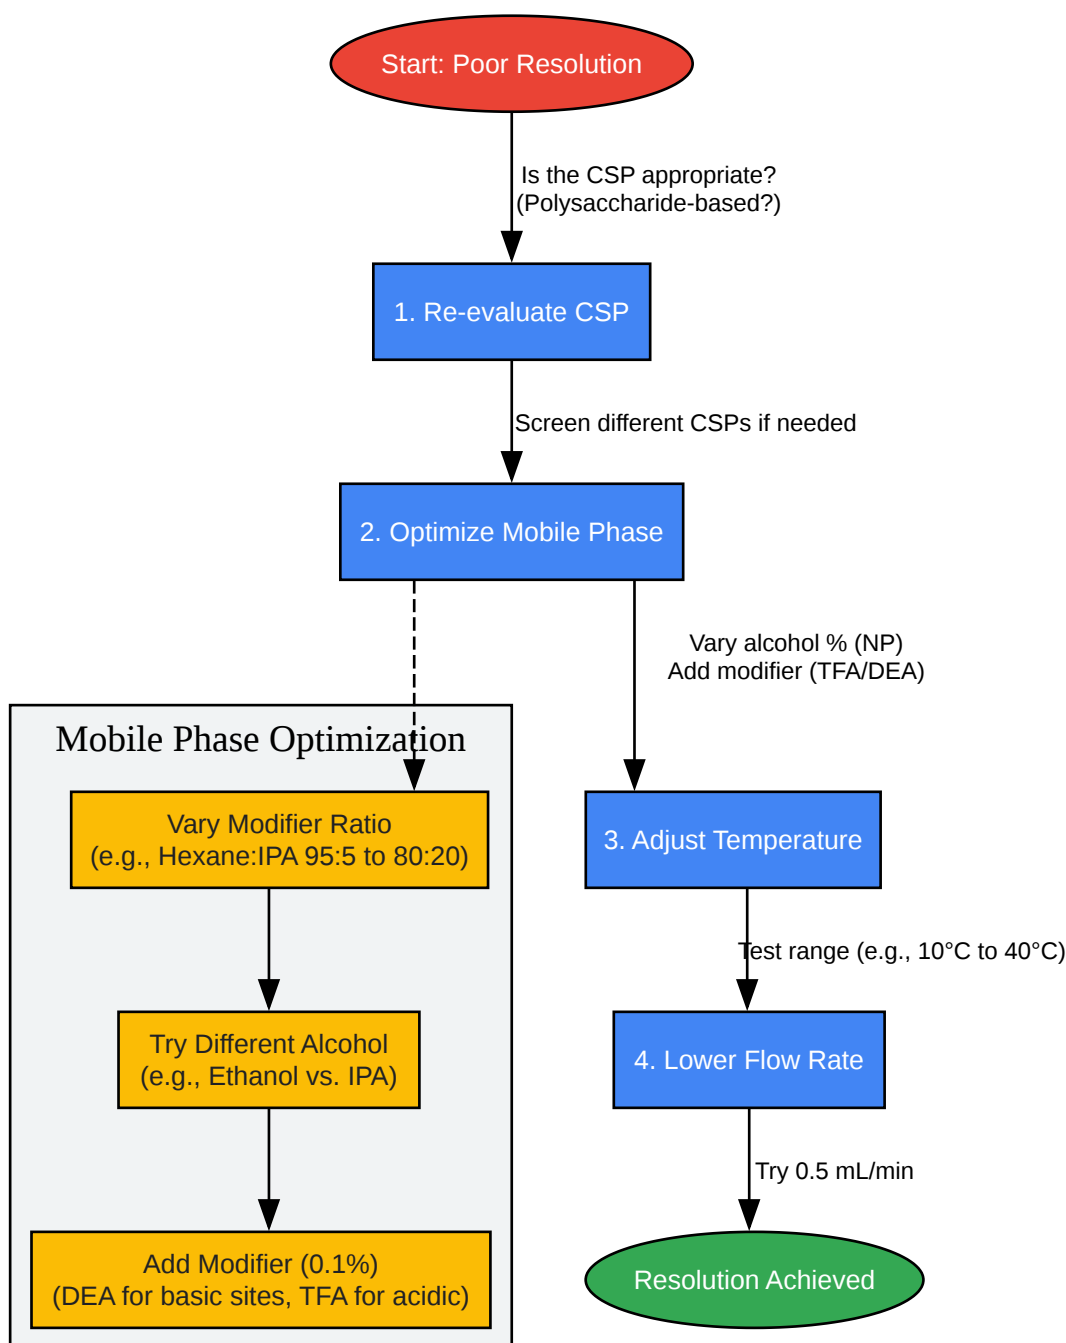 Start: Poor Resolution
Is the CSP appropriate?
(Polysaccharide-based?)
1. Re-evaluate CSP
Screen different CSPs if needed
2. Optimize Mobile Phase
Vary alcohol % (NP)
Add modifier (TFA/DEA)
Mobile Phase Optimization
Vary Modifier Ratio
(e.g., Hexane:IPA 95:5 to 80:20)
Try Different Alcohol
(e.g., Ethanol vs. IPA)
Add Modifier (0.1%)
(DEA for basic sites, TFA for acidic)
3. Adjust Temperature
Test range (e.g., 10°C to 40°C)
4. Lower Flow Rate
Try 0.5 mL/min
Resolution Achieved